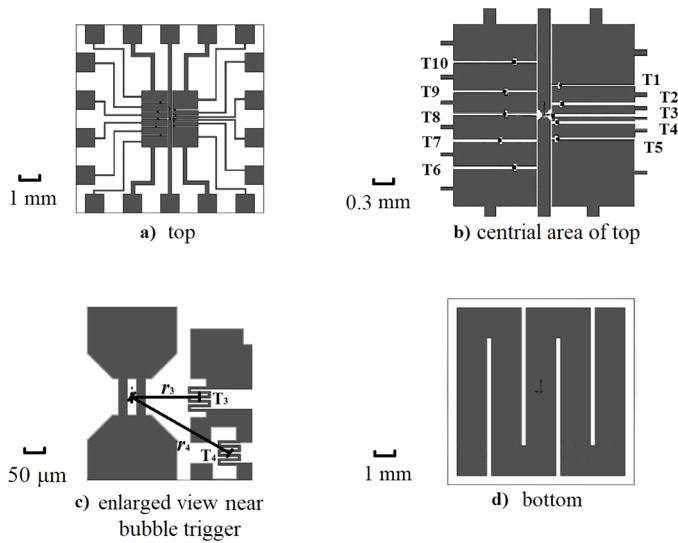 1 mm
a) top
T10
T9
T8
T7
T6
T1
T2
T3
T4
T5
0.3 mm
b) centrial area of top
r3
T3
r4
T4
50 μm
c) enlarged view near
bubble trigger
1 mm
d) bottom